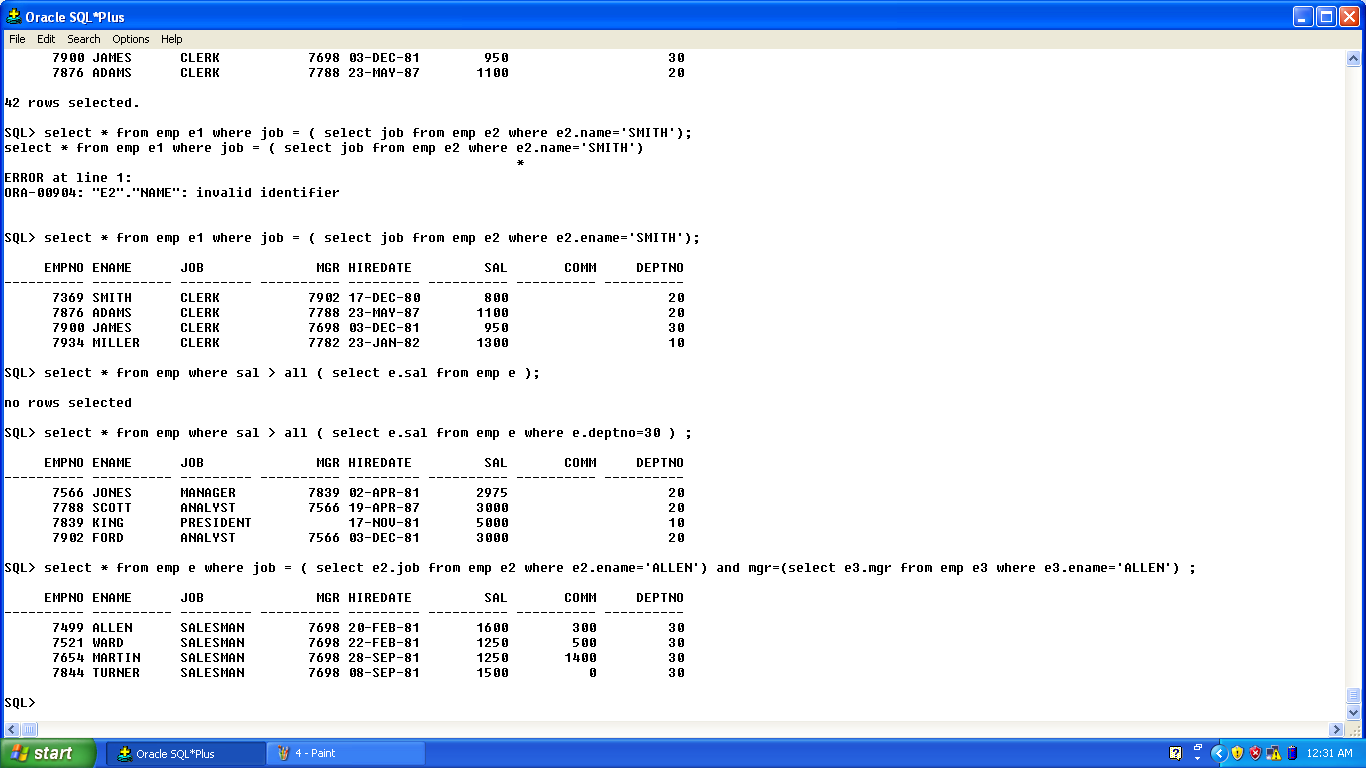 Oracle SQL*Plus
File Edit Search Options Help
7900 JAMES CLERK 7698 03-DEC-81 950 30
7876 ADAMS CLERK 7788 23-MAY-87 1100 20
42 rows selected.
SQL> select * from emp e1 where job = ( select job from emp e2 where e2.name='SMITH');
select * from emp e1 where job = ( select job from emp e2 where e2.name='SMITH')
*
ERROR at line 1:
ORA-00904: "E2"."NAME": invalid identifier
SQL> select * from emp e1 where job = ( select job from emp e2 where e2.ename='SMITH');
EMPNO ENAME JOB MGR HIREDATE SAL COMM DEPTNO
---------- ---------- --------- ---------- --------- ---------- ---------- ----------
7369 SMITH CLERK 7902 17-DEC-80 800 20
7876 ADAMS CLERK 7788 23-MAY-87 1100 20
7900 JAMES CLERK 7698 03-DEC-81 950 30
7934 MILLER CLERK 7782 23-JAN-82 1300 10
SQL> select * from emp where sal > all ( select e.sal from emp e );
no rows selected
SQL> select * from emp where sal > all ( select e.sal from emp e where e.deptno=30 ) ;
EMPNO ENAME JOB MGR HIREDATE SAL COMM DEPTNO
---------- ---------- --------- ---------- --------- ---------- ---------- ----------
7566 JONES MANAGER 7839 02-APR-81 2975 20
7788 SCOTT ANALYST 7566 19-APR-87 3000 20
7839 KING PRESIDENT 17-NOV-81 5000 10
7902 FORD ANALYST 7566 03-DEC-81 3000 20
SQL> select * from emp e where job = ( select e2.job from emp e2 where e2.ename='ALLEN') and mgr=(select e3.mgr from emp e3 where e3.ename='ALLEN') ;
EMPNO ENAME JOB MGR HIREDATE SAL COMM DEPTNO
---------- ---------- --------- ---------- --------- ---------- ---------- ----------
7499 ALLEN SALESMAN 7698 20-FEB-81 1600 300 30
7521 WARD SALESMAN 7698 22-FEB-81 1250 500 30
7654 MARTIN SALESMAN 7698 28-SEP-81 1250 1400 30
7844 TURNER SALESMAN 7698 08-SEP-81 1500 0 30
SQL>
start Oracle SQL*Plus 4 - Paint 12:31 AM